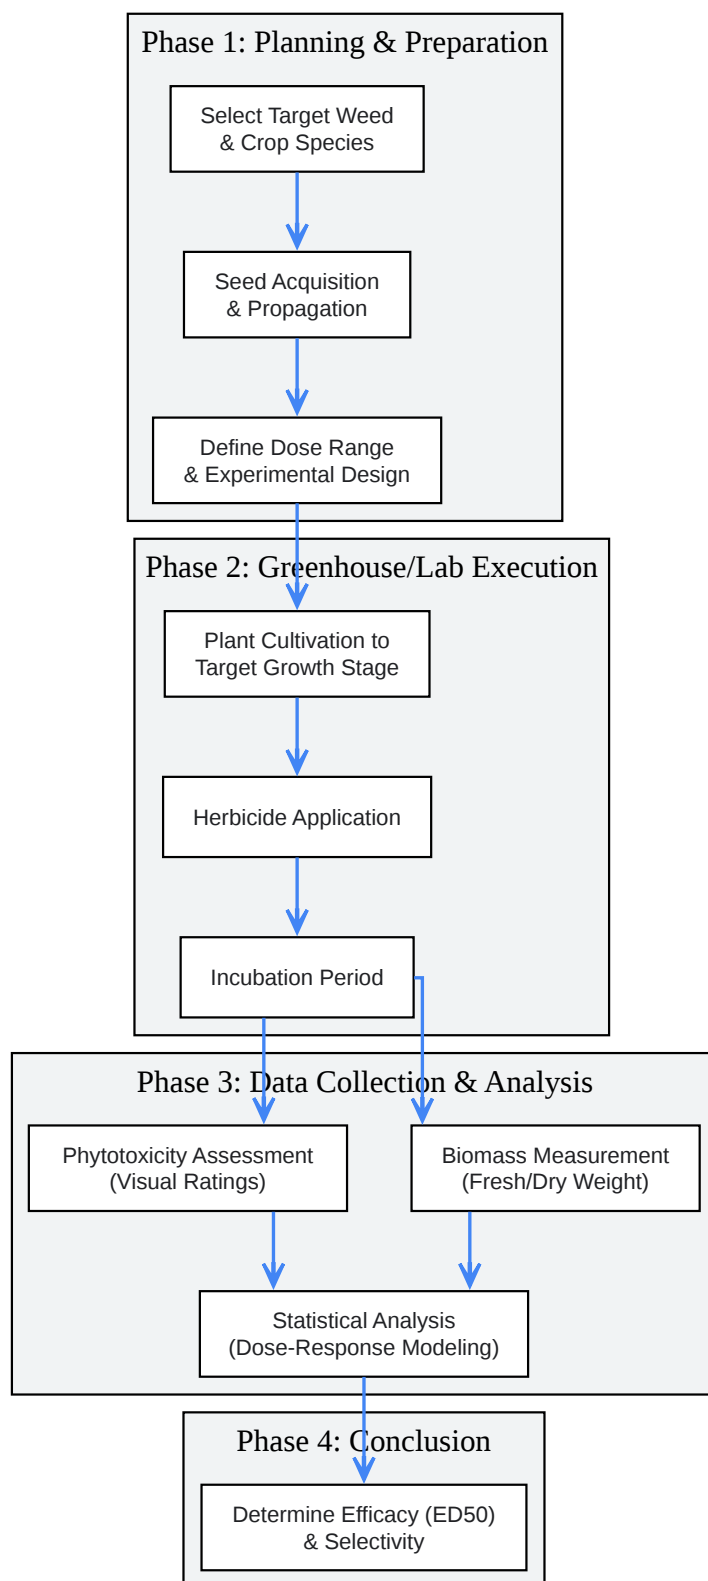 Phase 1: Planning & Preparation
Select Target Weed
& Crop Species
Seed Acquisition
& Propagation
Define Dose Range
& Experimental Design
Phase 2: Greenhouse/Lab Execution
Plant Cultivation to
Target Growth Stage
Herbicide Application
Incubation Period
Phase 3: Data Collection & Analysis
Phytotoxicity Assessment
(Visual Ratings)
Biomass Measurement
(Fresh/Dry Weight)
Statistical Analysis
(Dose-Response Modeling)
Phase 4: Conclusion
Determine Efficacy (ED50)
& Selectivity